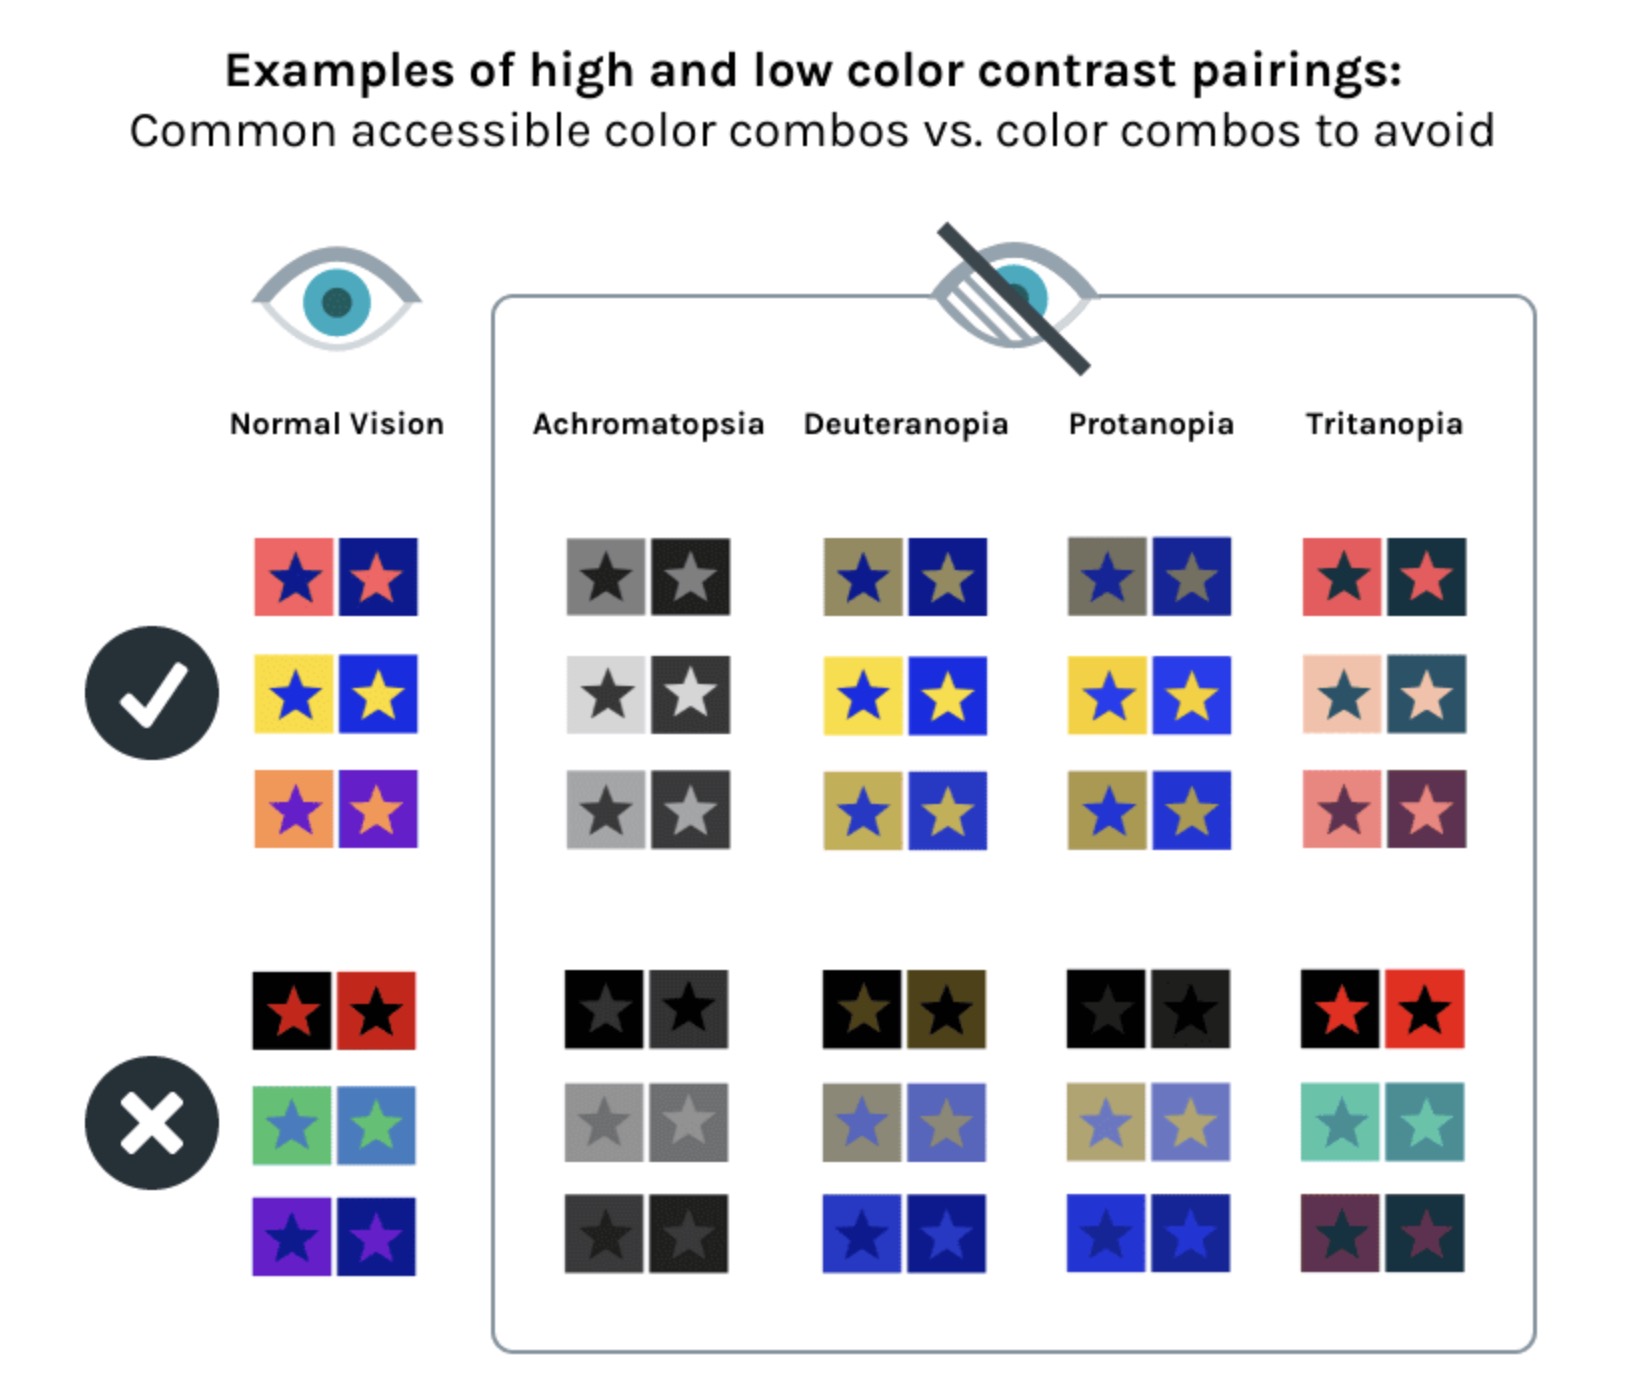 Examples of high and low color contrast pairings:
Common accessible color combos vs. color combos to avoid
Normal Vision
Achromatopsia
Deuteranopia
Protanopia
Tritanopia